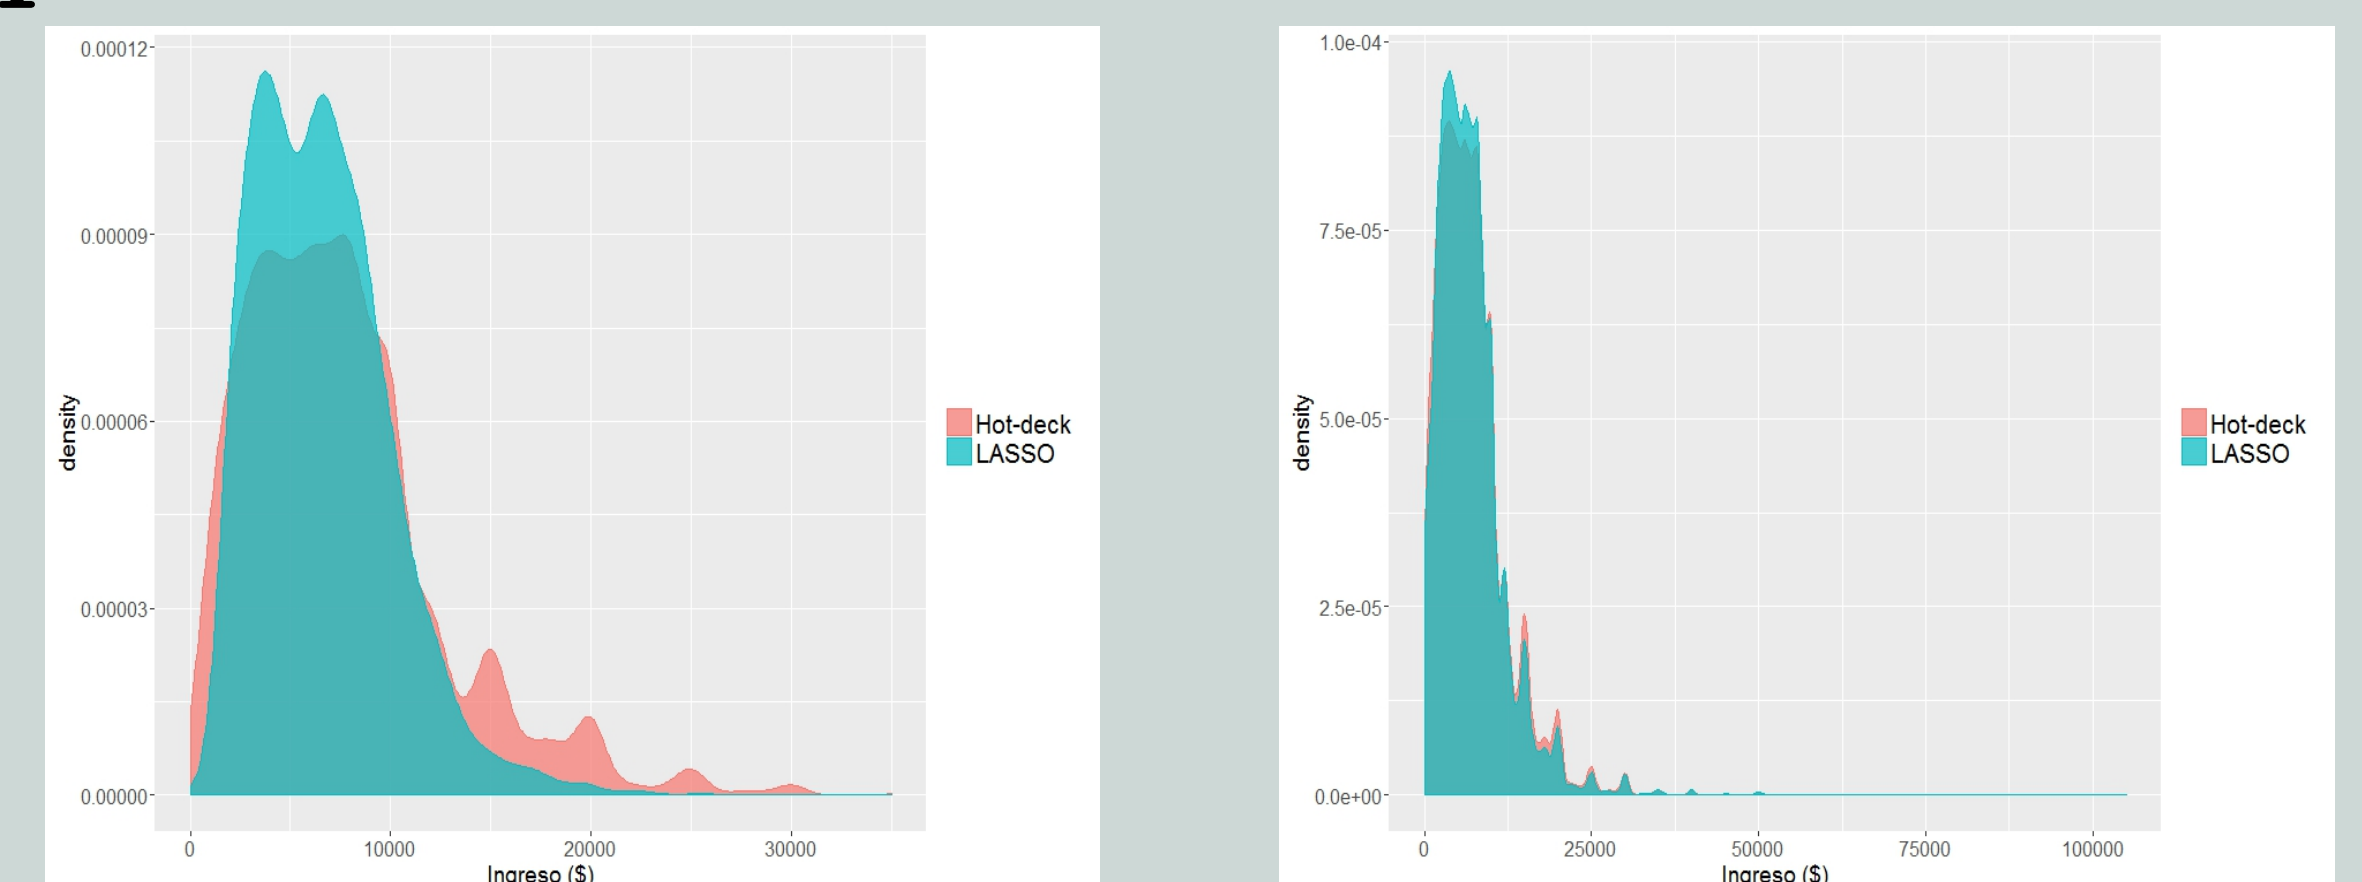 0.00012
0.00009
0.00006
0.00003
0.00000
density
0
10000
20000
30000
Ingreso ($)
Hot-deck
LASSO
1.0e-04
7.5e-05
5.0e-05
2.5e-05
0.0e+00
density
0
25000
50000
75000
100000
Ingreso ($)
Hot-deck
LASSO